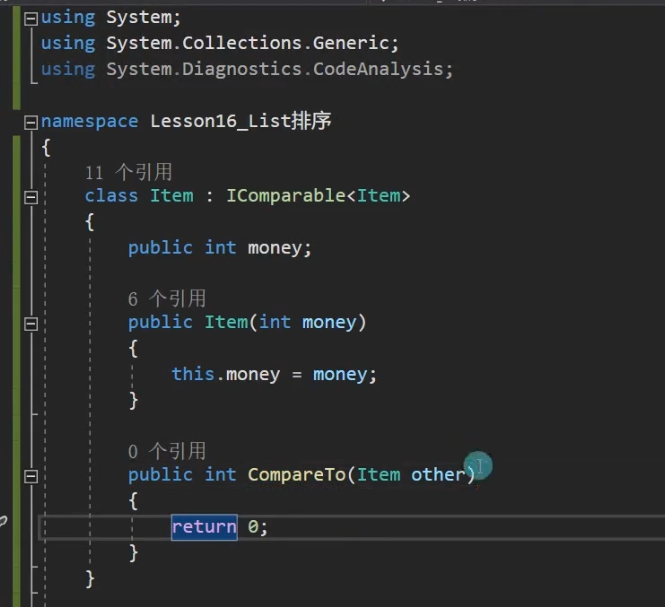 using System;
using System.Collections.Generic;
using System.Diagnostics.CodeAnalysis;
namespace Lesson16_List排序
{
11 个引用
class Item : IComparable<Item>
{
public int money;
6 个引用
public Item(int money)
{
this.money = money;
}
0 个引用
public int CompareTo(Item other)
{
return 0;
}
}